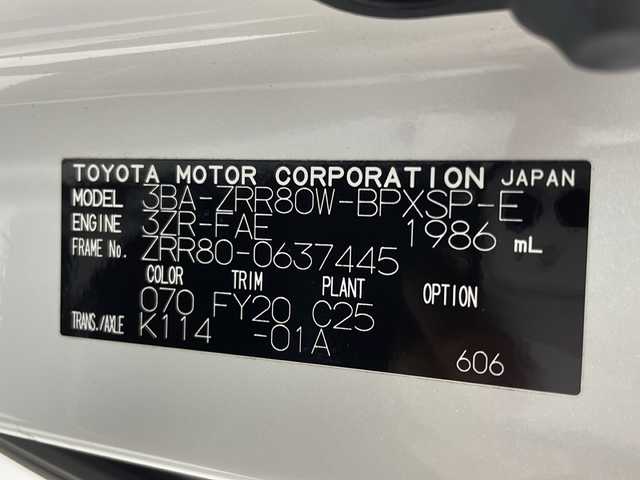 TOYOTA MOTOR CORPORATION JAPAN
MODEL 3BA-ZRR80W-BPXSP-E
ENGINE 3ZR-FAE 1986 mL
FRAME No. ZRR80-0637445
COLOR TRIM PLANT OPTION
070 FY20 C25
TRANS./AXLE K114 -01A
606